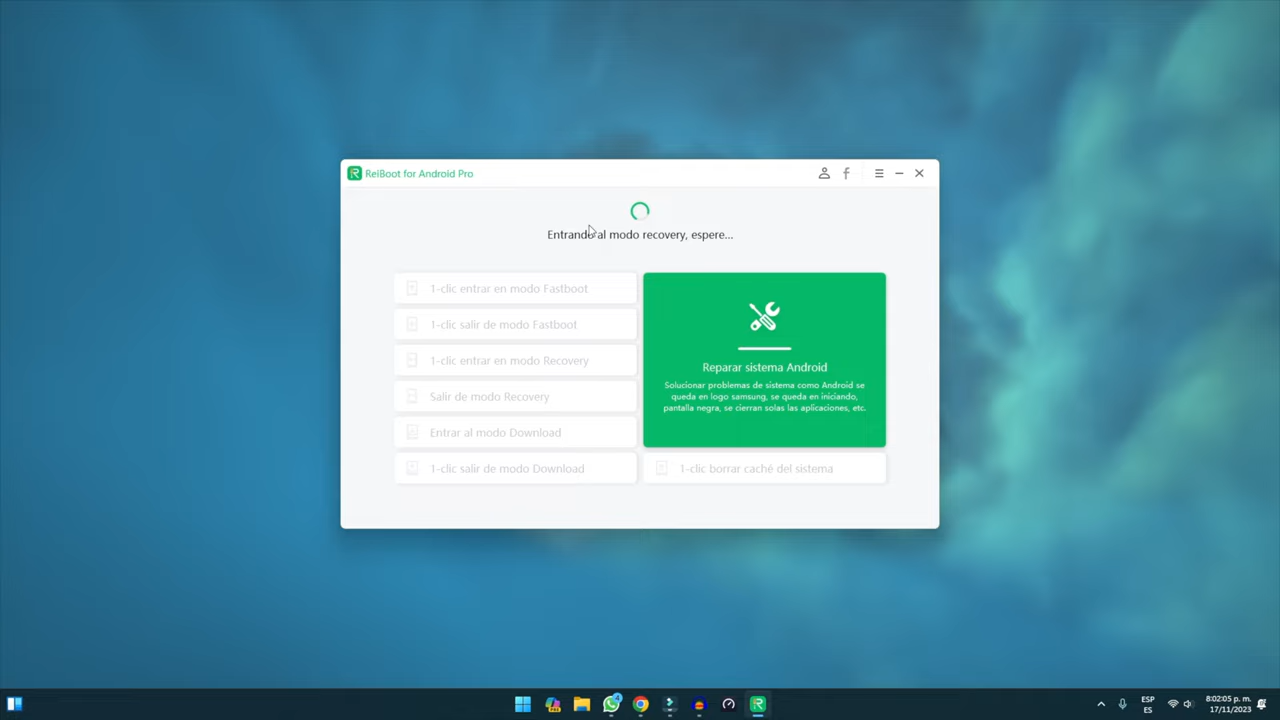 ReiBoot for Android Pro
Entrando al modo recovery, espere...
1-clic entrar en modo Fastboot
1-clic salir de modo Fastboot
1-clic entrar en modo Recovery
Salir de modo Recovery
Entrar al modo Download
1-clic salir de modo Download
Reparar sistema Android
Solucionar problemas de sistema como Android se
queda en logo samsung, se queda en iniciando,
pantalla negra, se cierran solas las aplicaciones, etc.
1-clic borrar caché del sistema
4
ESP
ES
8:02:05 p. m.
17/11/2023